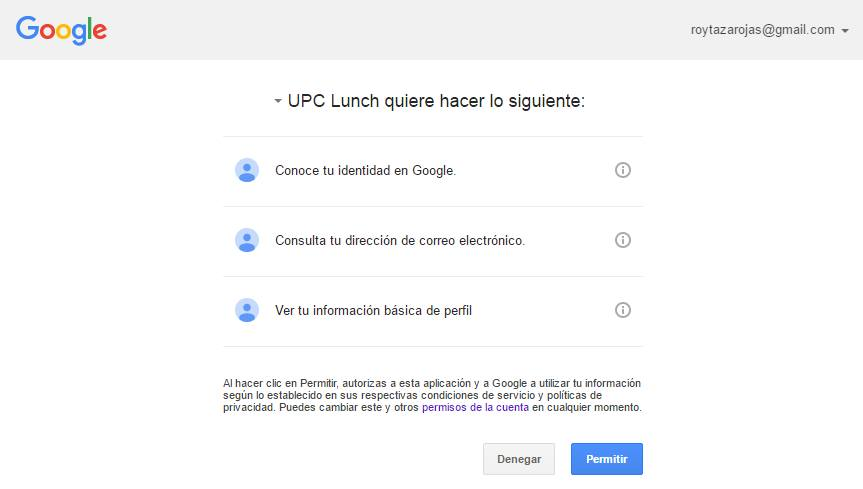 Google
roytazarojas@gmail.com
UPC Lunch quiere hacer lo siguiente:
Conoce tu identidad en Google.
Consulta tu dirección de correo electrónico.
Ver tu información básica de perfil
Al hacer clic en Permitir, autorizas a esta aplicación y a Google a utilizar tu información
según lo establecido en sus respectivas condiciones de servicio y políticas de
privacidad. Puedes cambiar este y otros permisos de la cuenta en cualquier momento.
Denegar
Permitir